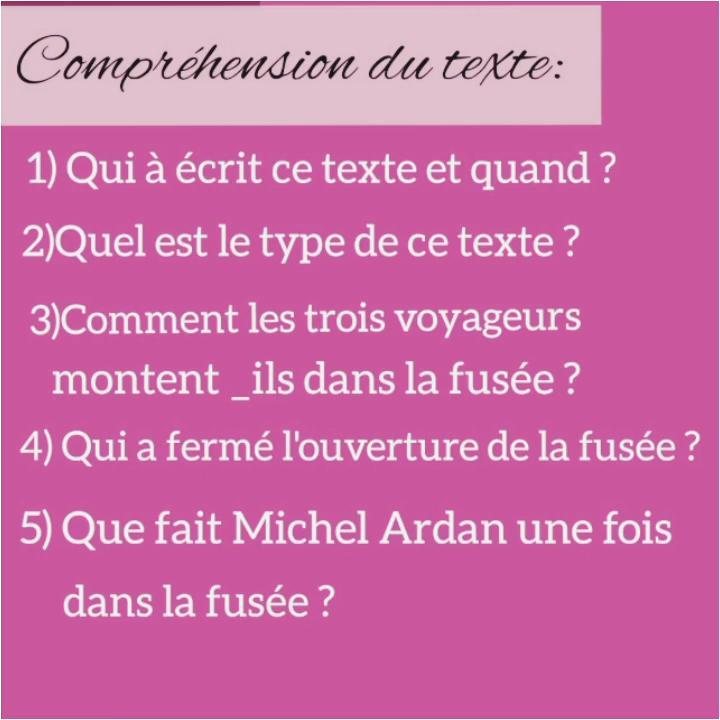 Compréhension du texte:
1) Qui à écrit ce texte et quand ?
2)Quel est le type de ce texte ?
3)Comment les trois voyageurs
montent _ils dans la fusée ?
4) Qui a fermé l'ouverture de la fusée ?
5) Que fait Michel Ardan une fois
dans la fusée ?